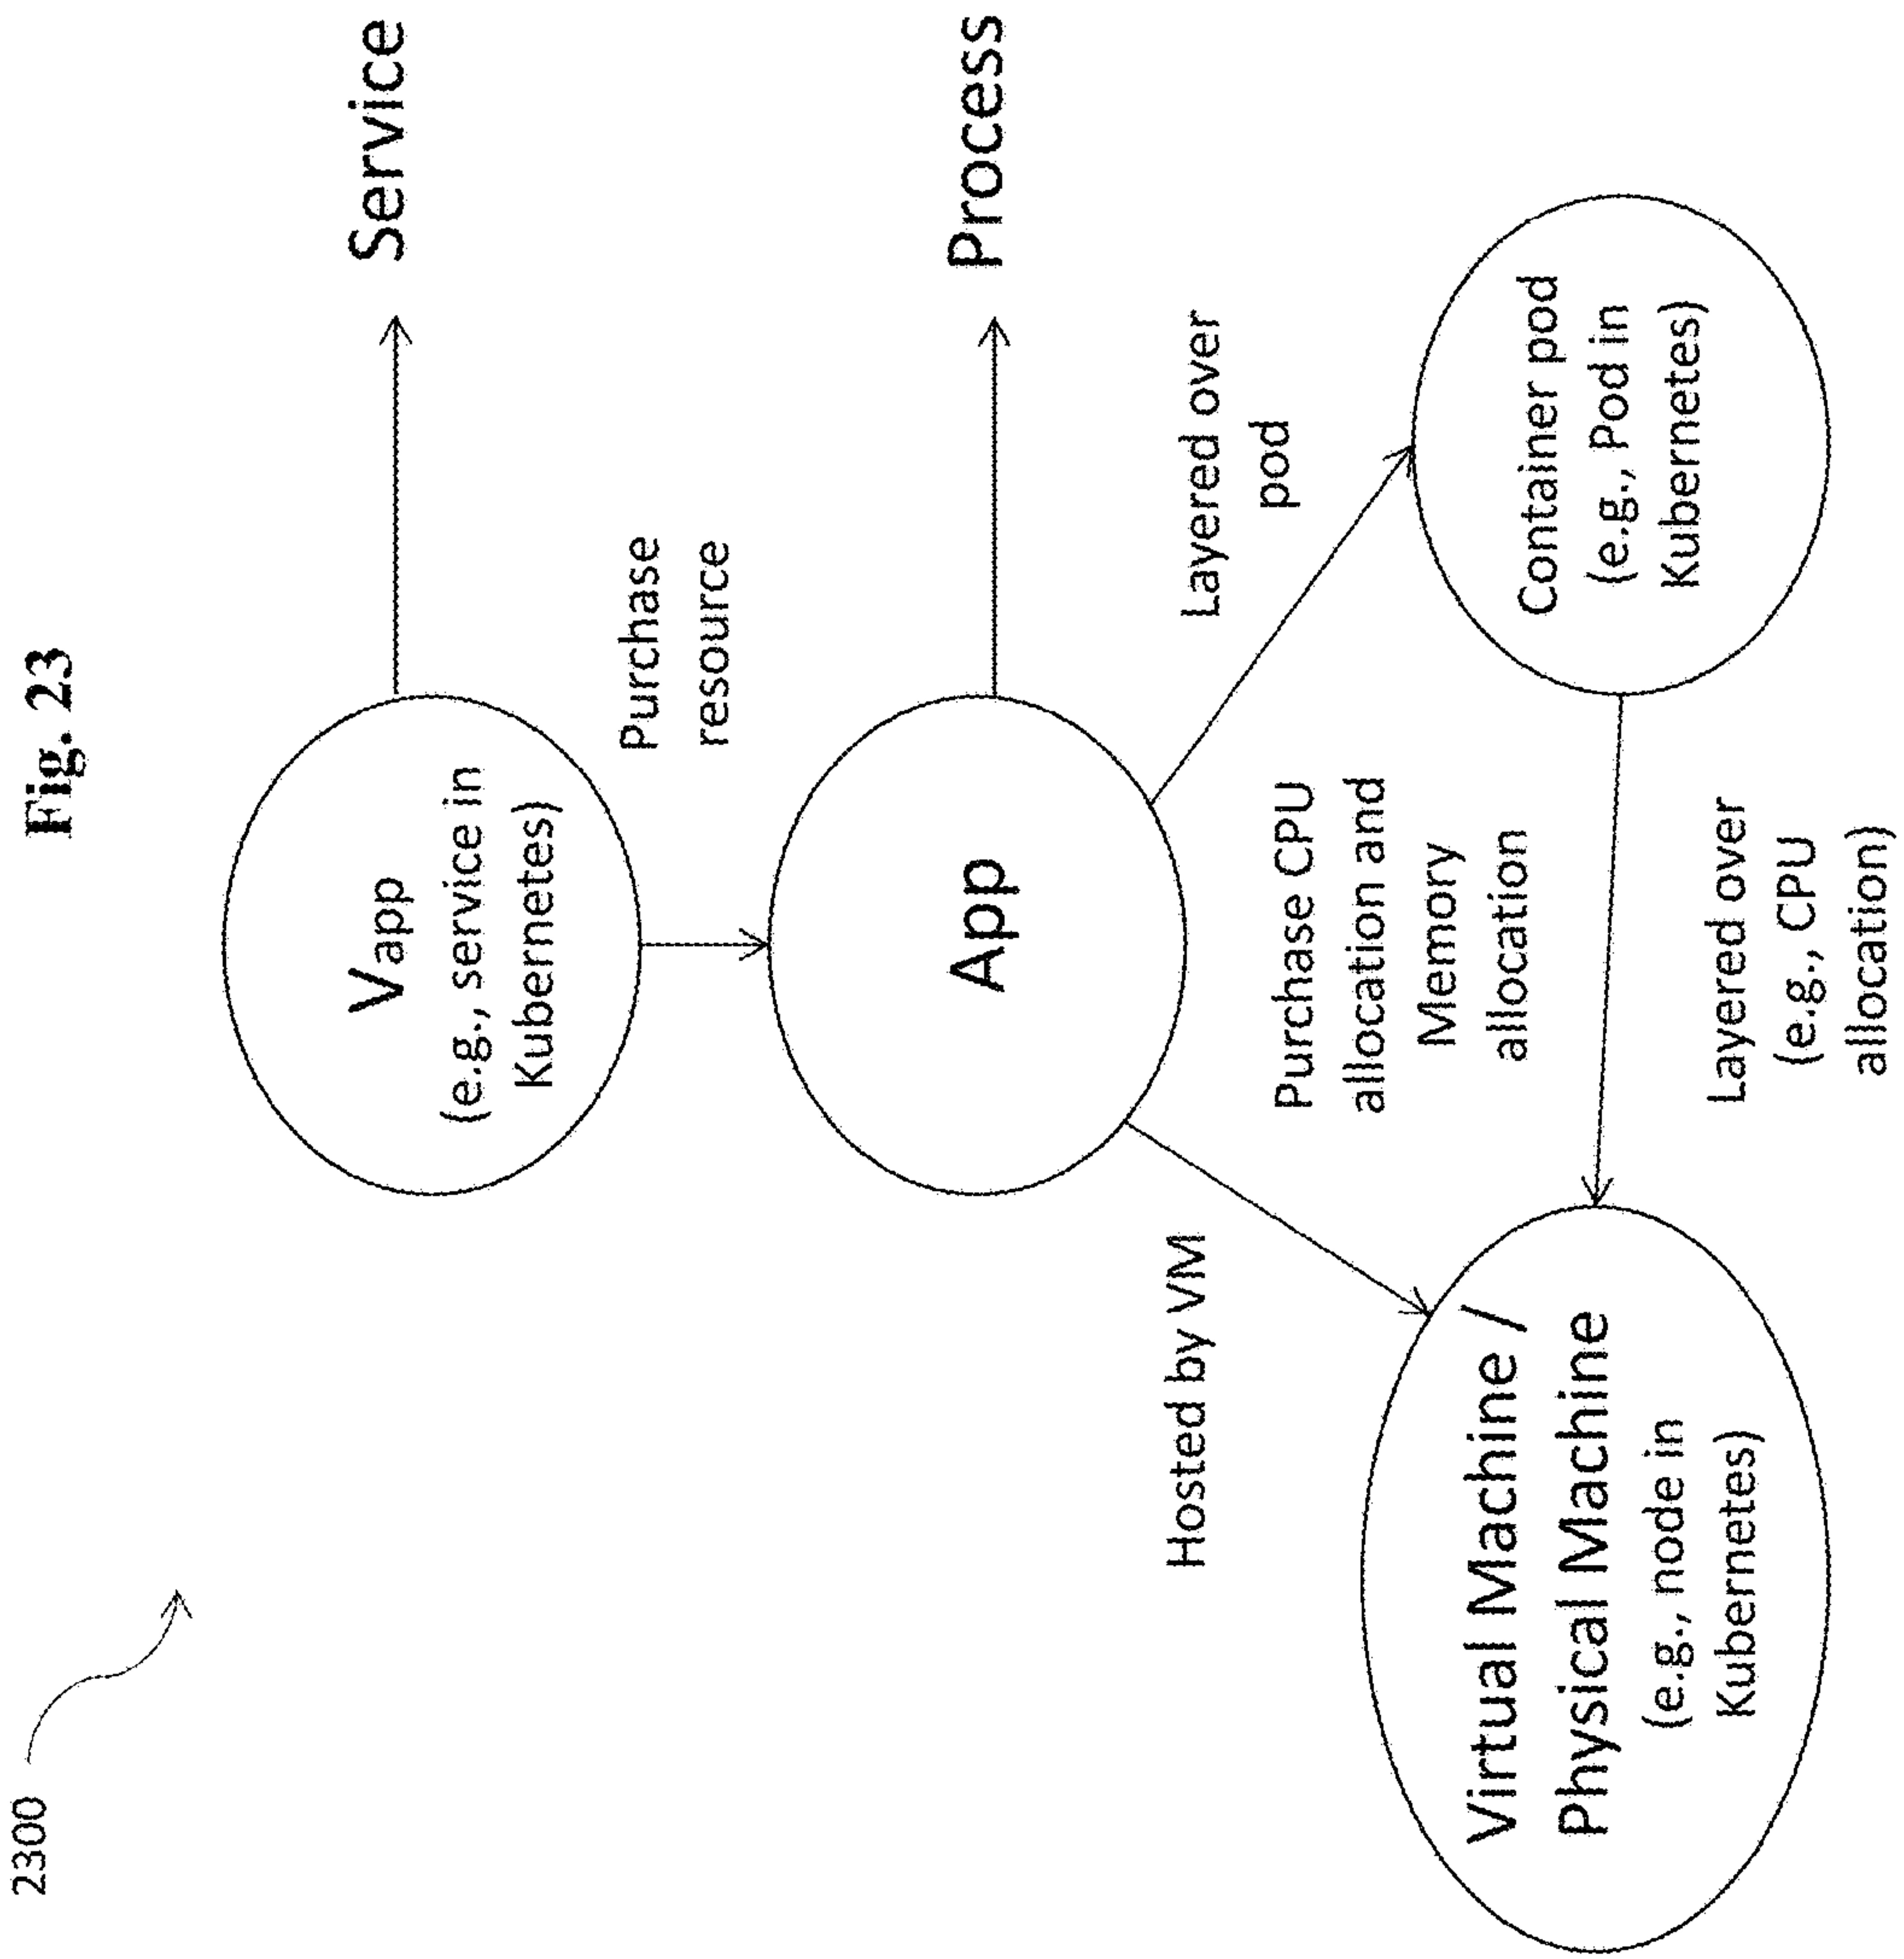 Fig. 23
2300
Vapp
(e.g., service in
Kubernetes)
Service
Purchase
resource
App
Process
Hosted by VM
Layered over
pod
Purchase CPU
allocation and
Memory
allocation
Virtual Machine /
Physical Machine
(e.g., node in
Kubernetes)
Container pod
(e.g., Pod in
Kubernetes)
Layered over
(e.g., CPU
allocation)